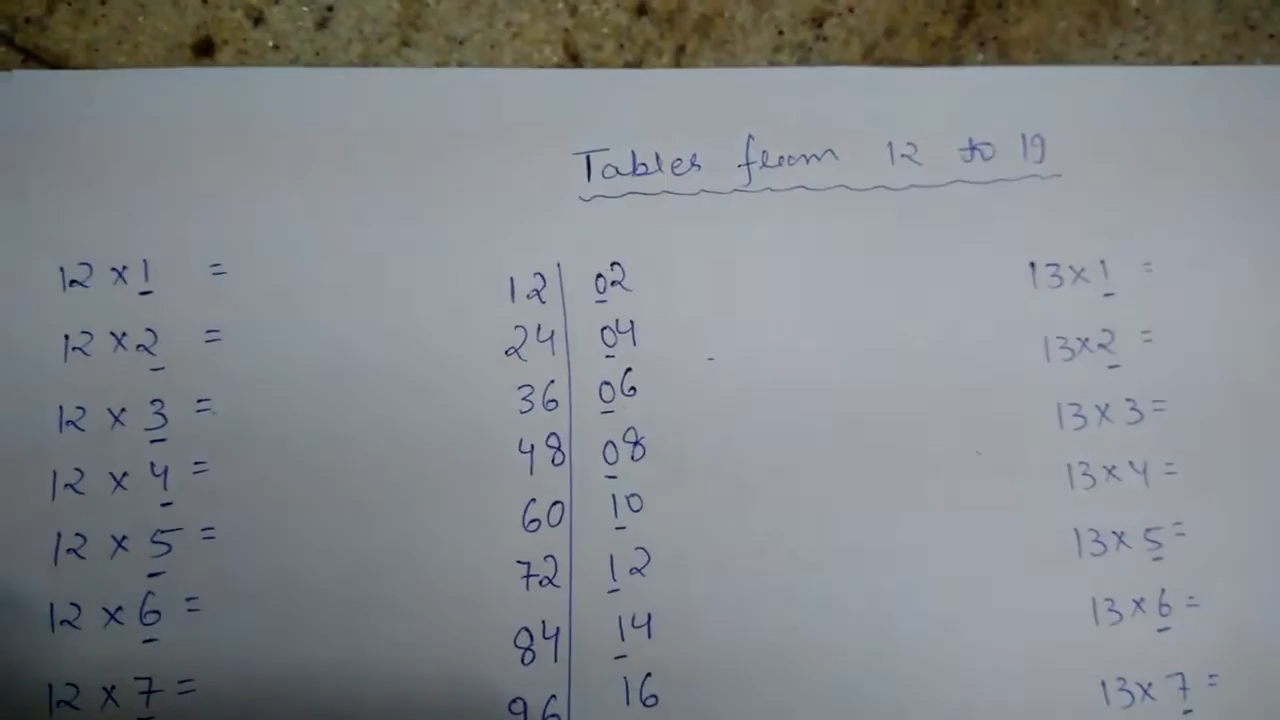 Tables from 12 to 19
12 × 1 = 12 | 02 13 × 1 =
12 × 2 = 24 | 04 13 × 2 =
12 × 3 = 36 | 06 13 × 3 =
12 × 4 = 48 | 08 13 × 4 =
12 × 5 = 60 | 10 13 × 5 =
12 × 6 = 72 | 12 13 × 6 =
12 × 7 = 84 | 14 13 × 7 =
96 | 16